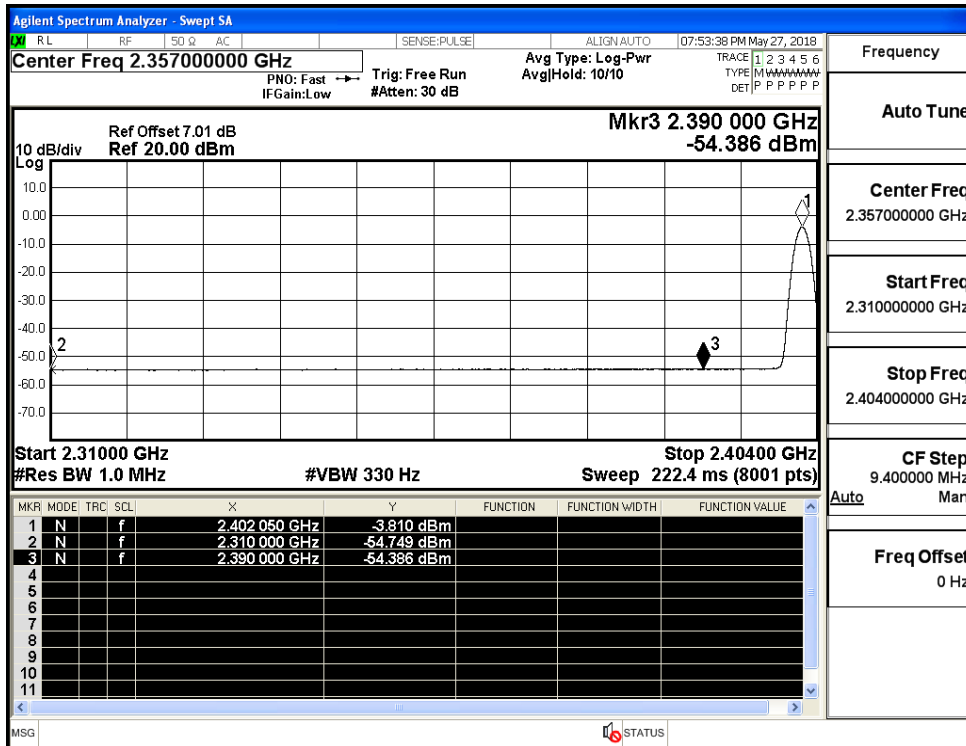 Agilent Spectrum Analyzer - Swept SA
LXI RL RF 50 Ω AC SENSE:PULSE ALIGN AUTO 07:53:38 PM May 27, 2018
Center Freq 2.357000000 GHz
PNO: Fast
IFGain:Low
Trig: Free Run
#Atten: 30 dB
Avg Type: Log-Pwr
Avg|Hold: 10/10
TRACE 1 2 3 4 5 6
TYPE M
DET P P P P P P
Ref Offset 7.01 dB
Ref 20.00 dBm
10 dB/div
Log
Mkr3 2.390 000 GHz
-54.386 dBm
10.0
0.00
-10.0
-20.0
-30.0
-40.0
-50.0
-60.0
-70.0
1
2
3
Start 2.31000 GHz Stop 2.40400 GHz
#Res BW 1.0 MHz #VBW 330 Hz Sweep 222.4 ms (8001 pts)
MKR MODE TRC SCL X Y FUNCTION FUNCTION WIDTH FUNCTION VALUE
1 N f 2.402 050 GHz -3.810 dBm
2 N f 2.310 000 GHz -54.749 dBm
3 N f 2.390 000 GHz -54.386 dBm
4
5
6
7
8
9
10
11
MSG STATUS
Frequency
Auto Tune
Center Freq
2.357000000 GHz
Start Freq
2.310000000 GHz
Stop Freq
2.404000000 GHz
CF Step
9.400000 MHz
Auto Man
Freq Offset
0 Hz